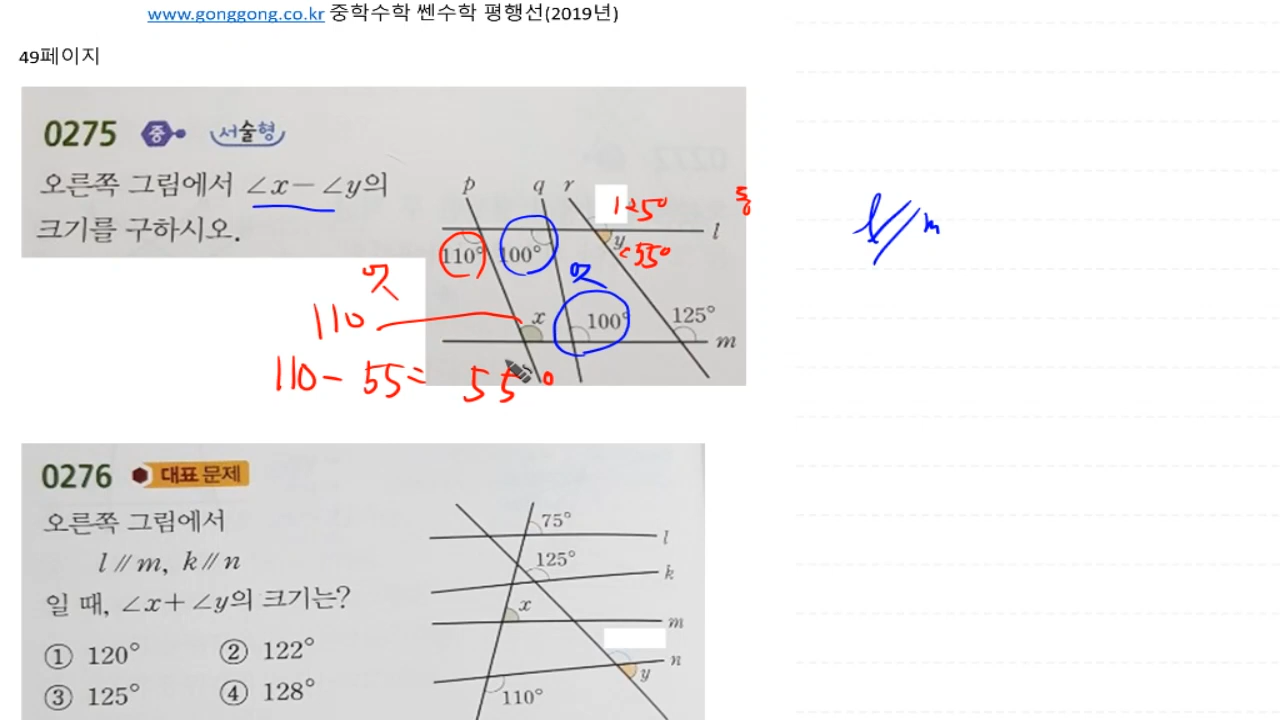 www.gonggong.co.kr 중학수학 쎈수학 평행선(2019년)
49페이지
0275 중 서술형
오른쪽 그림에서 ∠x－∠y의
크기를 구하시오.
p q r
125°
l
y
55°
110° 100°
엇
엇
110
x 100° 125°
m
110－55＝55°
l//m
0276 대표 문제
오른쪽 그림에서
l//m, k//n
일 때, ∠x＋∠y의 크기는?
① 120° ② 122°
③ 125° ④ 128°
75°
l
125°
k
x
m
n
y
110°